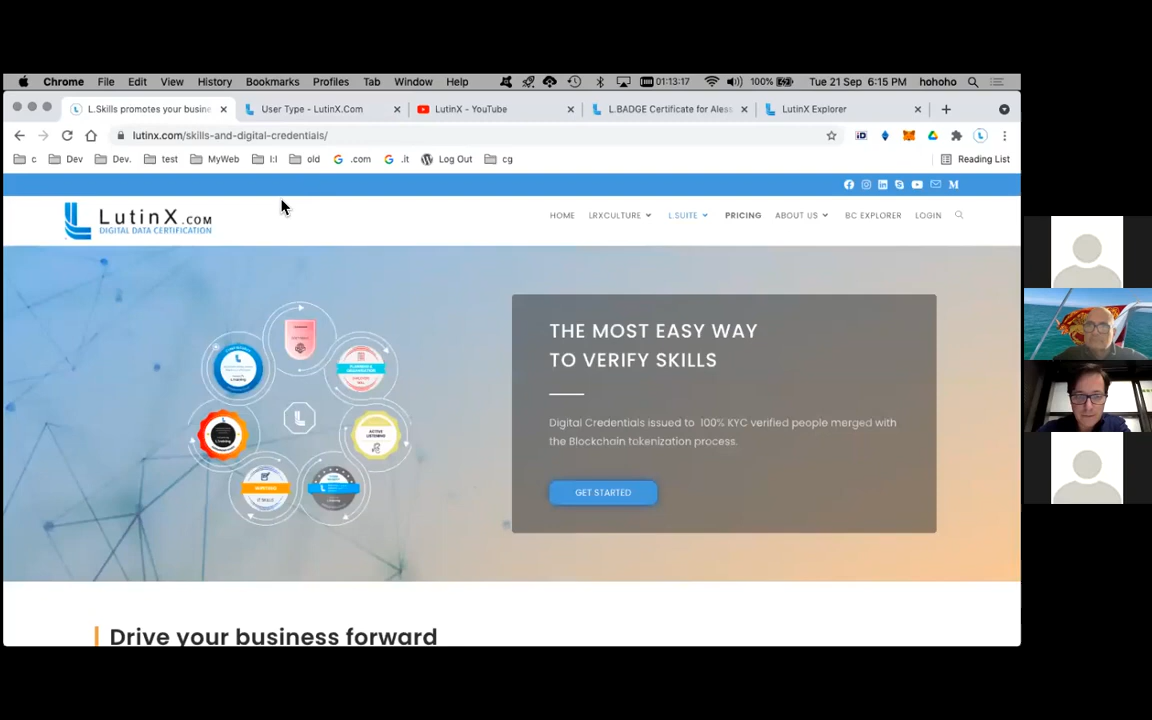 Chrome File Edit View History Bookmarks Profiles Tab Window Help 01:13:17 100% Tue 21 Sep 6:15 PM hohoho
L.Skills promotes your busine User Type - LutinX.Com LutinX - YouTube L.BADGE Certificate for Aless LutinX Explorer
lutinx.com/skills-and-digital-credentials/
c Dev Dev. test MyWeb I:I old .com .it Log Out cg Reading List
LutinX.COM
DIGITAL DATA CERTIFICATION
HOME LRXCULTURE L.SUITE PRICING ABOUT US BC EXPLORER LOGIN
THE MOST EASY WAY
TO VERIFY SKILLS
Digital Credentials issued to 100% KYC verified people merged with
the Blockchain tokenization process.
GET STARTED
ACTIVE
LISTENING
Drive your business forward